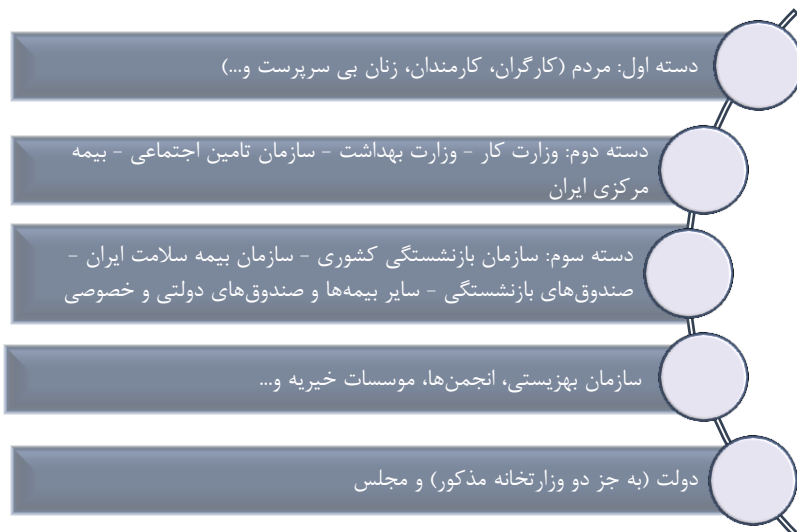 دسته اول: مردم (کارگران، کارمندان، زنان بی سرپرست و...)
دسته دوم: وزارت کار - وزارت بهداشت - سازمان تامین اجتماعی - بیمه
مرکزی ایران
دسته سوم: سازمان بازنشستگی کشوری - سازمان بیمه سلامت ایران -
صندوق‌های بازنشستگی - سایر بیمه‌ها و صندوق‌های دولتی و خصوصی
سازمان بهزیستی، انجمن‌ها، موسسات خیریه و...
دولت (به جز دو وزارتخانه مذکور) و مجلس